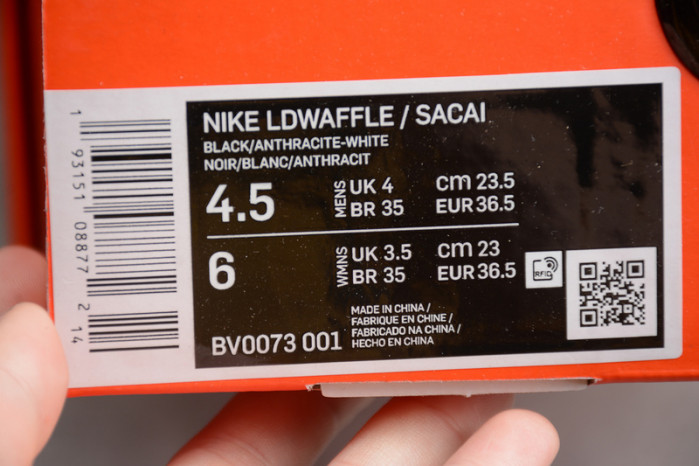 NIKE LDWAFFLE / SACAI
BLACK/ANTHRACITE-WHITE
NOIR/BLANC/ANTHRACIT
4.5 MENS UK 4 cm 23.5
BR 35 EUR 36.5
6 WMNS UK 3.5 cm 23
BR 35 EUR 36.5
RFID
BV0073 001
MADE IN CHINA /
FABRIQUE EN CHINE /
FABRICADO NA CHINA /
HECHO EN CHINA
1 93151 08877 2 14